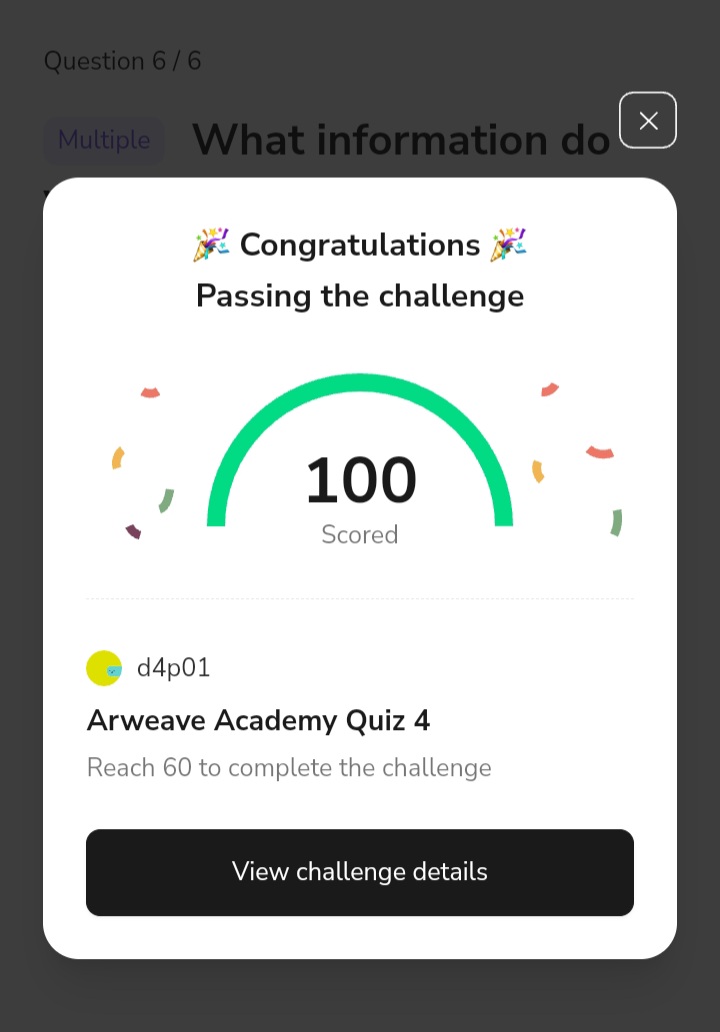 Question 6 / 6
Multiple What information do
🎉 Congratulations 🎉
Passing the challenge
100
Scored
d4p01
Arweave Academy Quiz 4
Reach 60 to complete the challenge
View challenge details